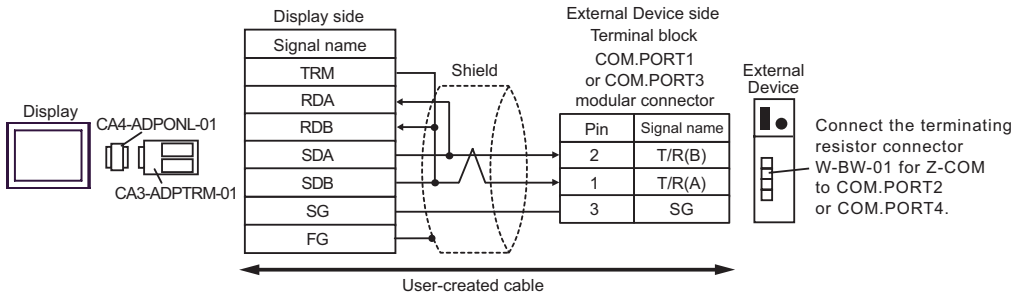 Display
CA4-ADPONL-01
CA3-ADPTRM-01
Display side
Signal name
TRM
RDA
RDB
SDA
SDB
SG
FG
Shield
External Device side
Terminal block
COM.PORT1
or COM.PORT3
modular connector
Pin Signal name
2 T/R(B)
1 T/R(A)
3 SG
External
Device
Connect the terminating
resistor connector
W-BW-01 for Z-COM
to COM.PORT2
or COM.PORT4.
User-created cable